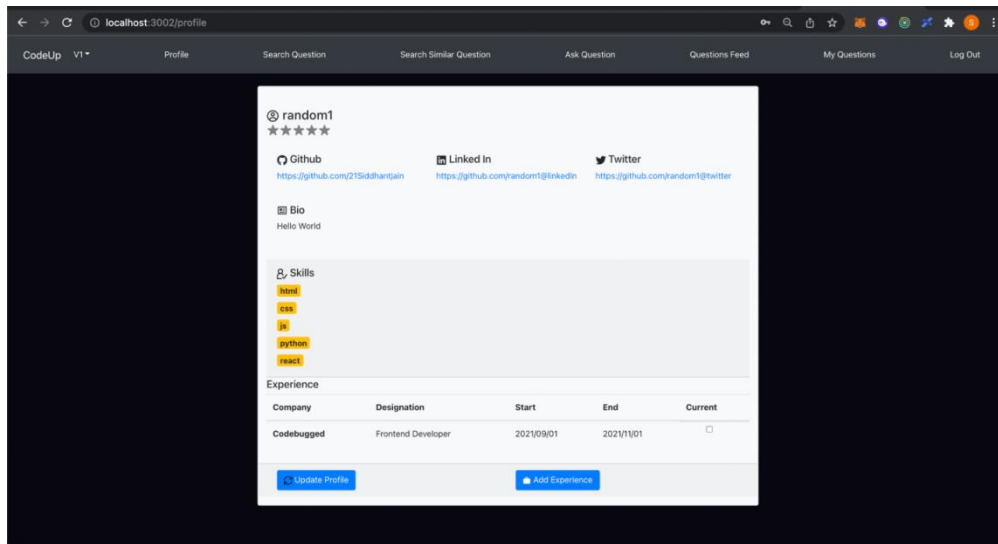 localhost:3002/profile
CodeUp V1 Profile Search Question Search Similar Question Ask Question Questions Feed My Questions Log Out
random1
Github Linked In Twitter
https://github.com/21Siddhantjain https://github.com/random1@linkedIn https://github.com/random1@twitter
Bio
Hello World
Skills
html
css
js
python
react
Experience
Company Designation Start End Current
Codebugged Frontend Developer 2021/09/01 2021/11/01
Update Profile Add Experience